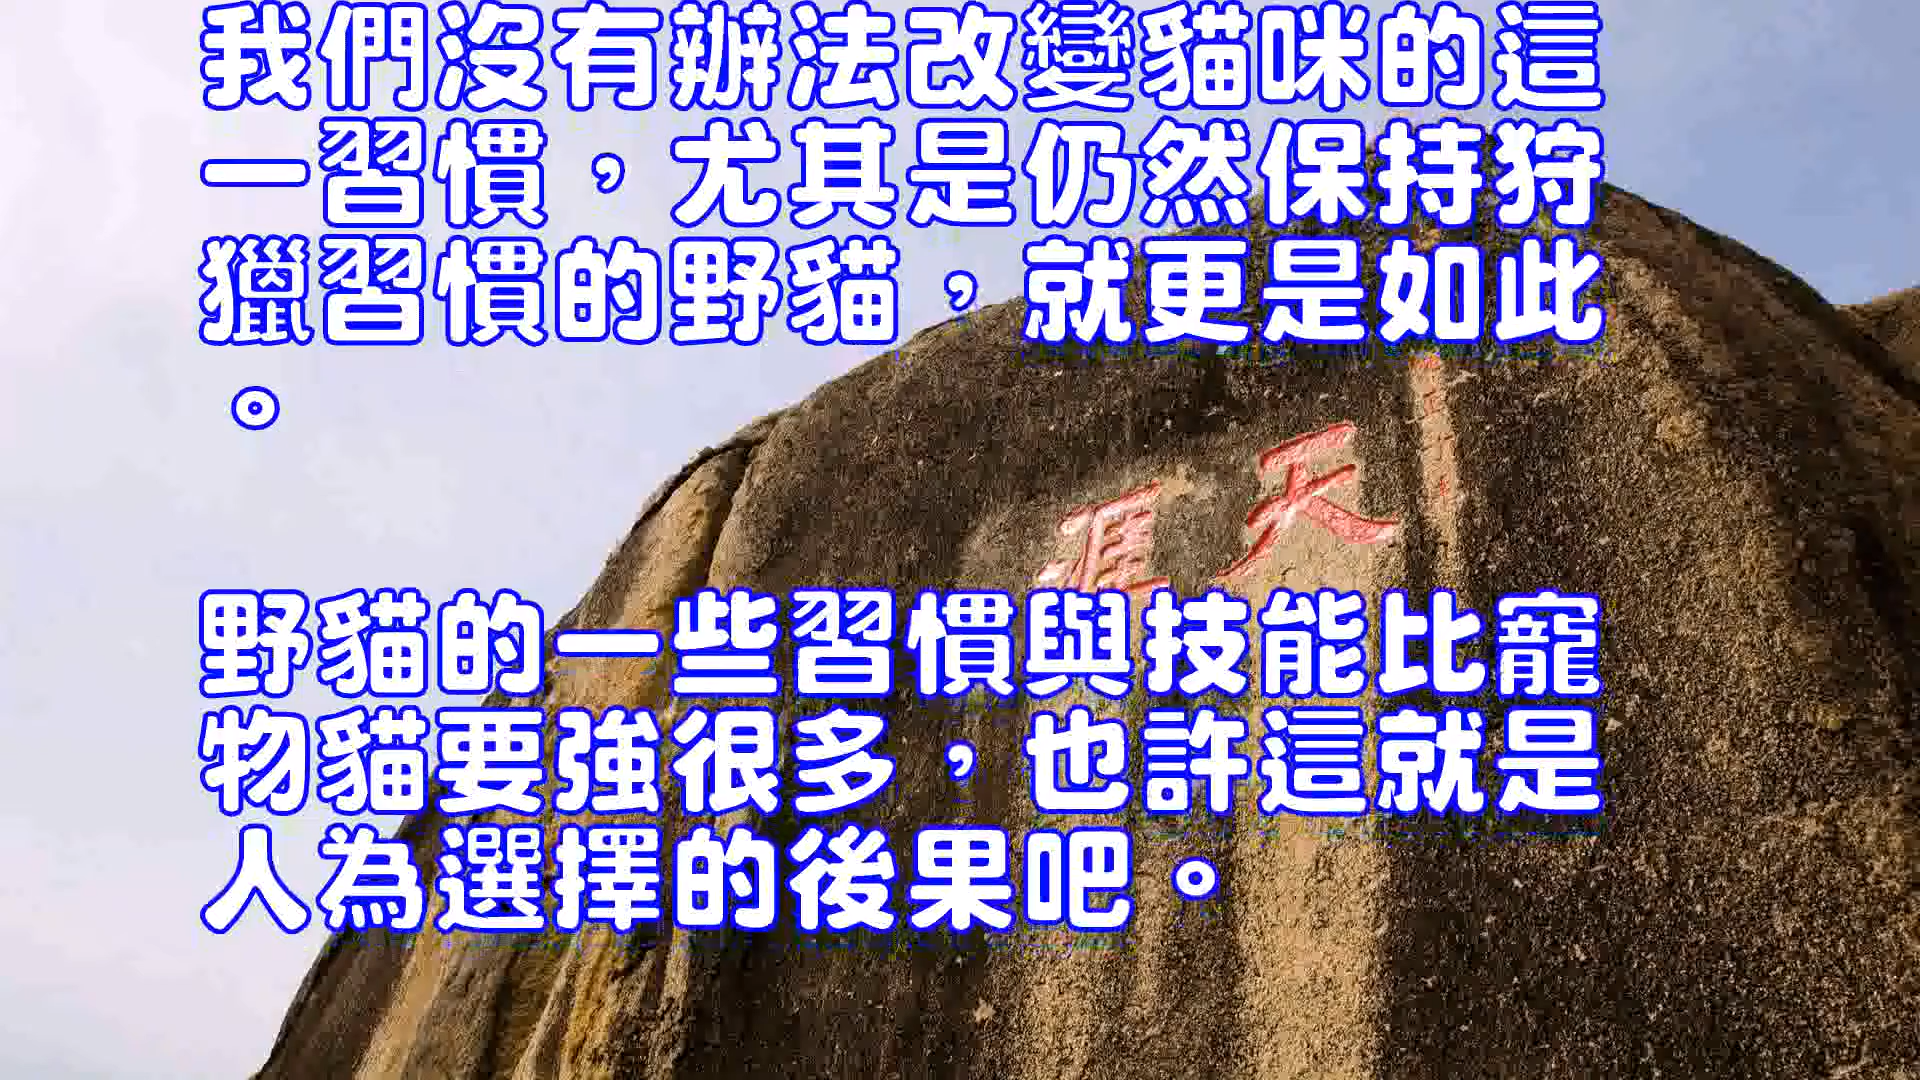 我們沒有辦法改變貓咪的這
一習慣，尤其是仍然保持狩
獵習慣的野貓，就更是如此
。
天涯
野貓的一些習慣與技能比寵
物貓要強很多，也許這就是
人為選擇的後果吧。